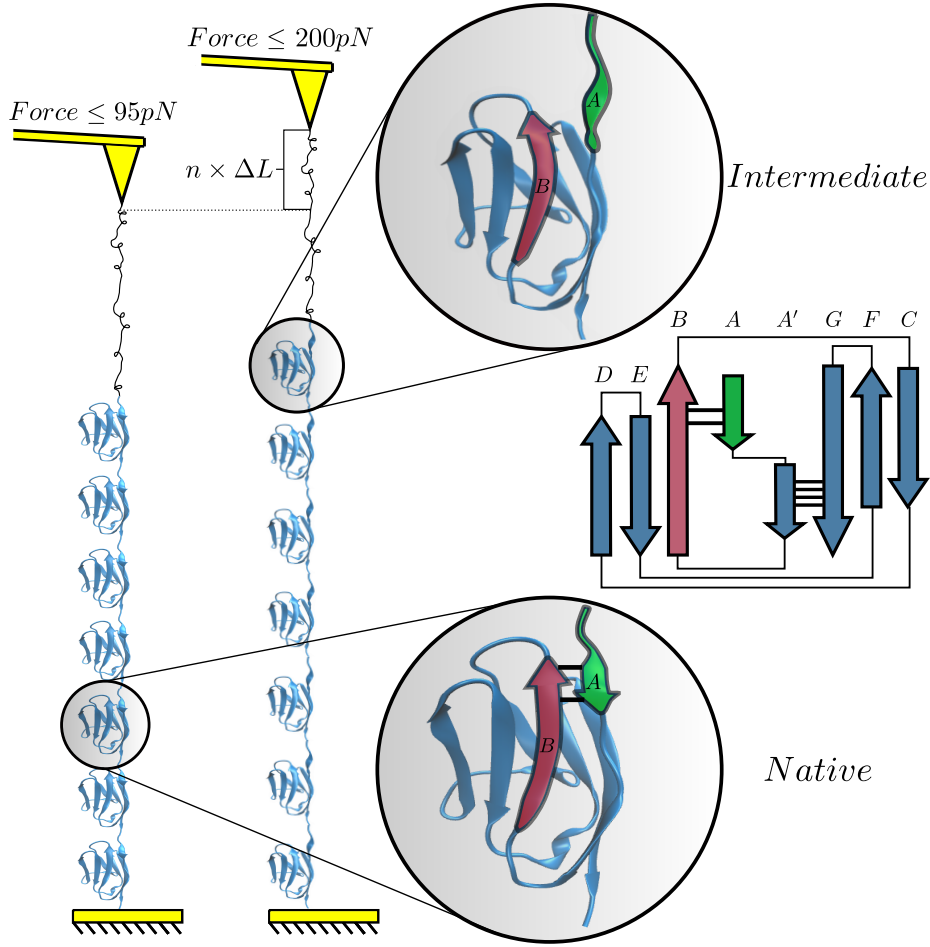 Force ≤ 200pN
Force ≤ 95pN
n × ΔL
A
B
Intermediate
B A A′ G F C
D E
A
B
Native